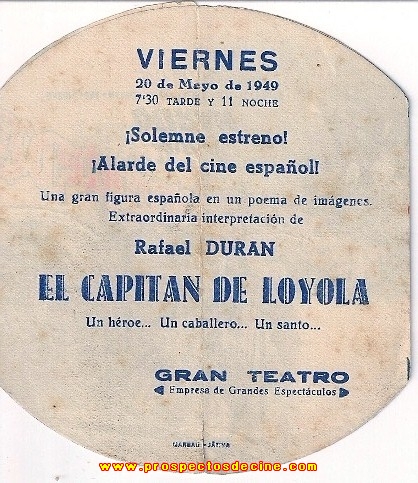 VIERNES
20 de Mayo de 1949
7'30 TARDE Y 11 NOCHE
¡Solemne estreno!
¡Alarde del cine español!
Una gran figura española en un poema de imágenes.
Extraordinaria interpretación de
Rafael DURAN
EL CAPITAN DE LOYOLA
Un héroe... Un caballero... Un santo...
GRAN TEATRO
Empresa de Grandes Espectáculos
www.prospectosdecine.com